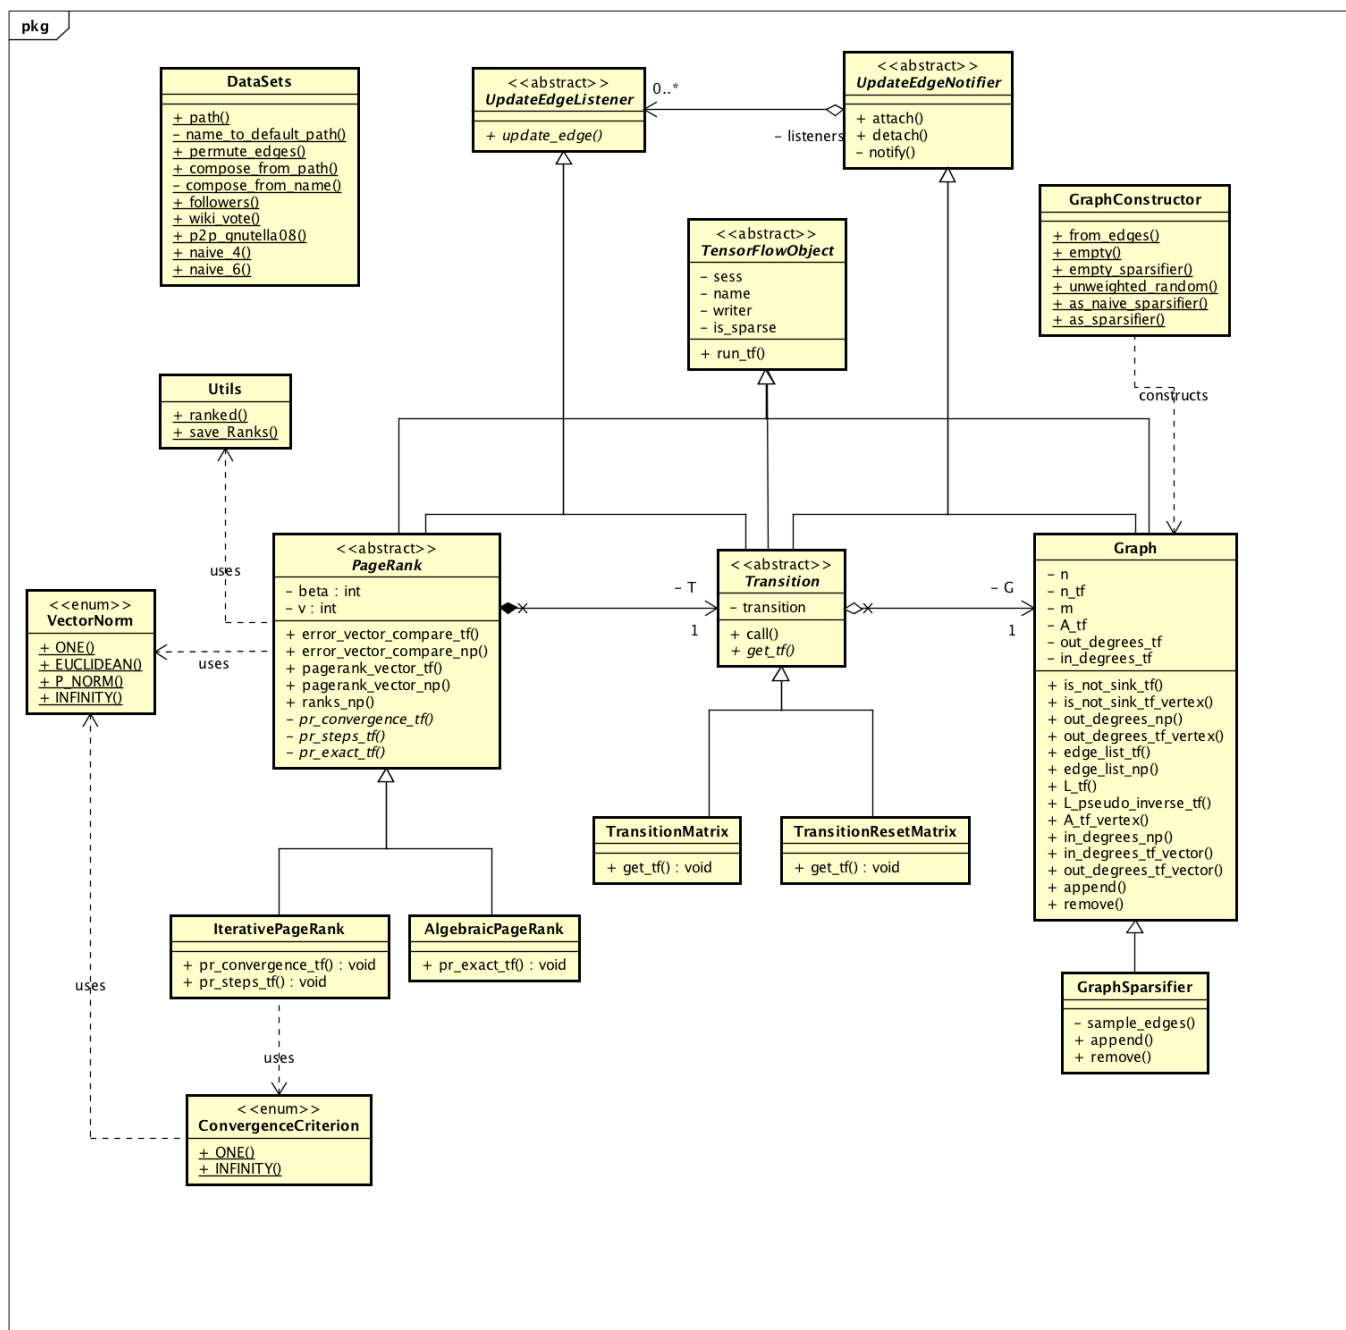 pkg
DataSets
+ path()
– name_to_default_path()
+ permute_edges()
+ compose_from_path()
– compose_from_name()
+ followers()
+ wiki_vote()
+ p2p_gnutella08()
+ naive_4()
+ naive_6()
<<abstract>>
UpdateEdgeListener
+ update_edge()
0..*
– listeners
<<abstract>>
UpdateEdgeNotifier
+ attach()
+ detach()
– notify()
<<abstract>>
TensorFlowObject
– sess
– name
– writer
– is_sparse
+ run_tf()
GraphConstructor
+ from_edges()
+ empty()
+ empty_sparsifier()
+ unweighted_random()
+ as_naive_sparsifier()
+ as_sparsifier()
constructs
Utils
+ ranked()
+ save_Ranks()
uses
<<enum>>
VectorNorm
+ ONE()
+ EUCLIDEAN()
+ P_NORM()
+ INFINITY()
uses
<<abstract>>
PageRank
– beta : int
– v : int
+ error_vector_compare_tf()
+ error_vector_compare_np()
+ pagerank_vector_tf()
+ pagerank_vector_np()
+ ranks_np()
– pr_convergence_tf()
– pr_steps_tf()
– pr_exact_tf()
– T
1
<<abstract>>
Transition
– transition
+ call()
+ get_tf()
– G
1
Graph
– n
– n_tf
– m
– A_tf
– out_degrees_tf
– in_degrees_tf
+ is_not_sink_tf()
+ is_not_sink_tf_vertex()
+ out_degrees_np()
+ out_degrees_tf_vertex()
+ edge_list_tf()
+ edge_list_np()
+ L_tf()
+ L_pseudo_inverse_tf()
+ A_tf_vertex()
+ in_degrees_np()
+ in_degrees_tf_vector()
+ out_degrees_tf_vector()
+ append()
+ remove()
TransitionMatrix
+ get_tf() : void
TransitionResetMatrix
+ get_tf() : void
IterativePageRank
+ pr_convergence_tf() : void
+ pr_steps_tf() : void
AlgebraicPageRank
+ pr_exact_tf() : void
GraphSparsifier
– sample_edges()
+ append()
+ remove()
uses
uses
<<enum>>
ConvergenceCriterion
+ ONE()
+ INFINITY()